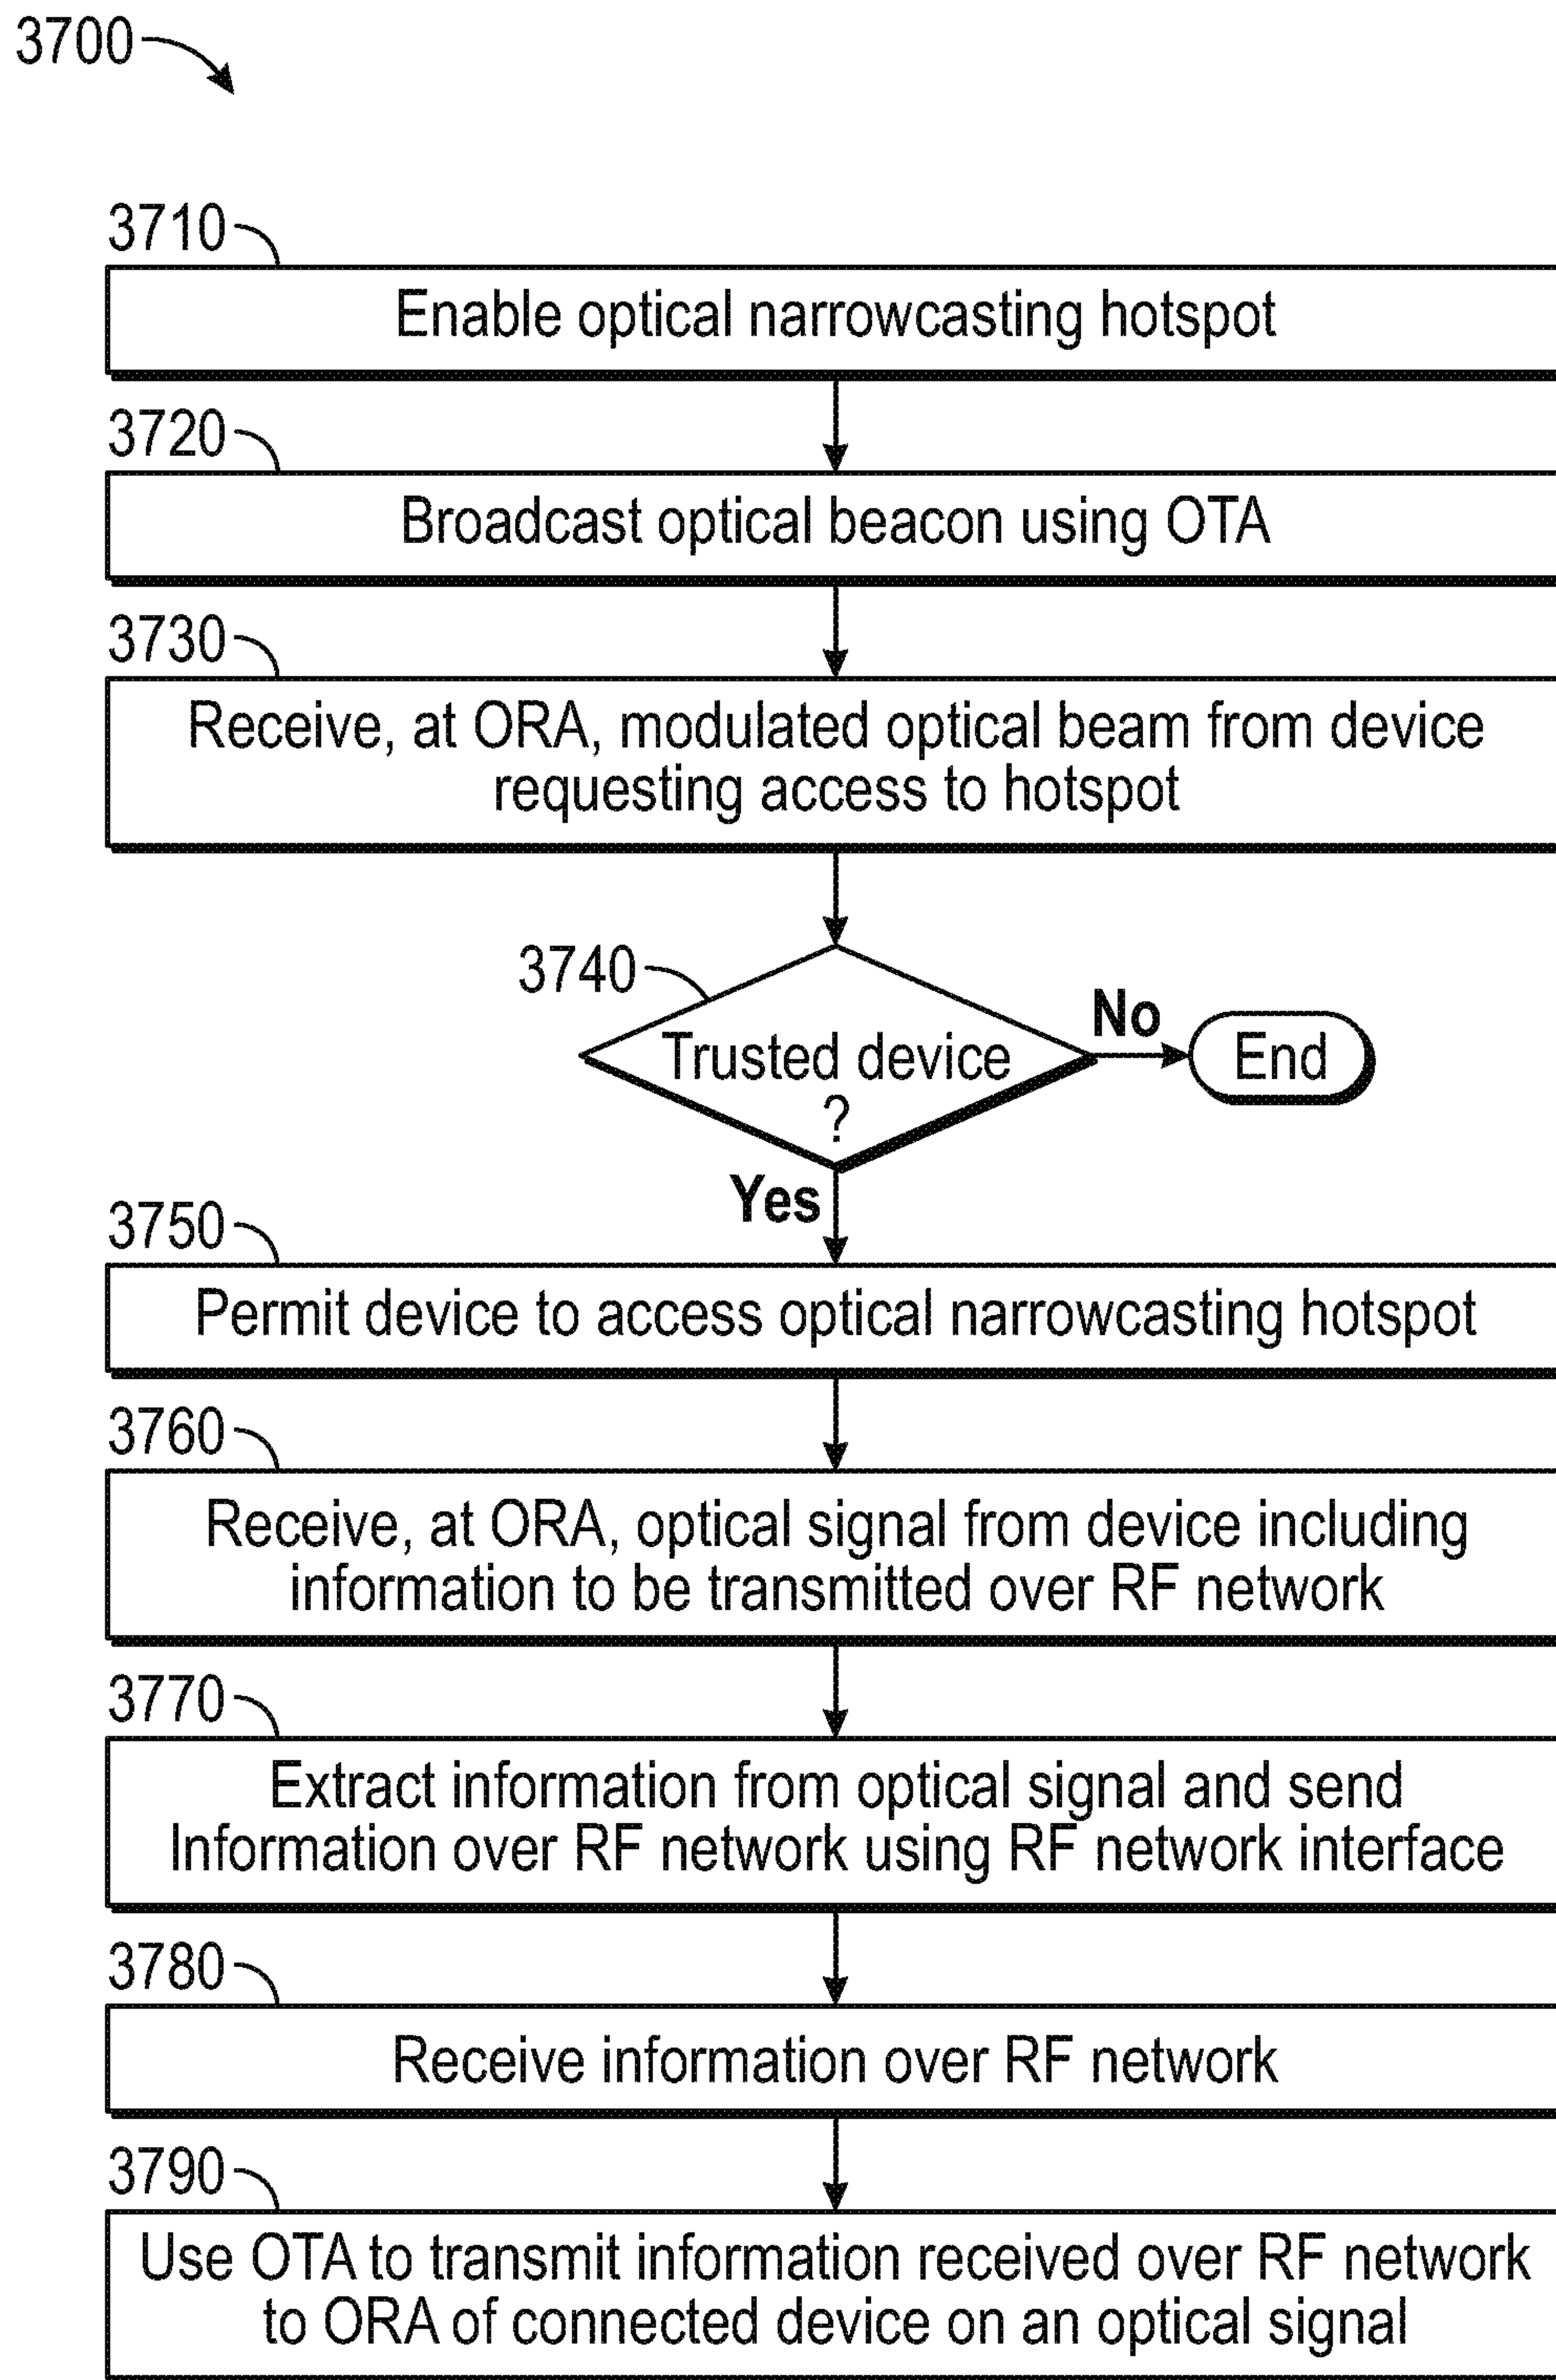 3700
3710
Enable optical narrowcasting hotspot
3720
Broadcast optical beacon using OTA
3730
Receive, at ORA, modulated optical beam from device
requesting access to hotspot
3740
Trusted device
?
No
End
Yes
3750
Permit device to access optical narrowcasting hotspot
3760
Receive, at ORA, optical signal from device including
information to be transmitted over RF network
3770
Extract information from optical signal and send
Information over RF network using RF network interface
3780
Receive information over RF network
3790
Use OTA to transmit information received over RF network
to ORA of connected device on an optical signal